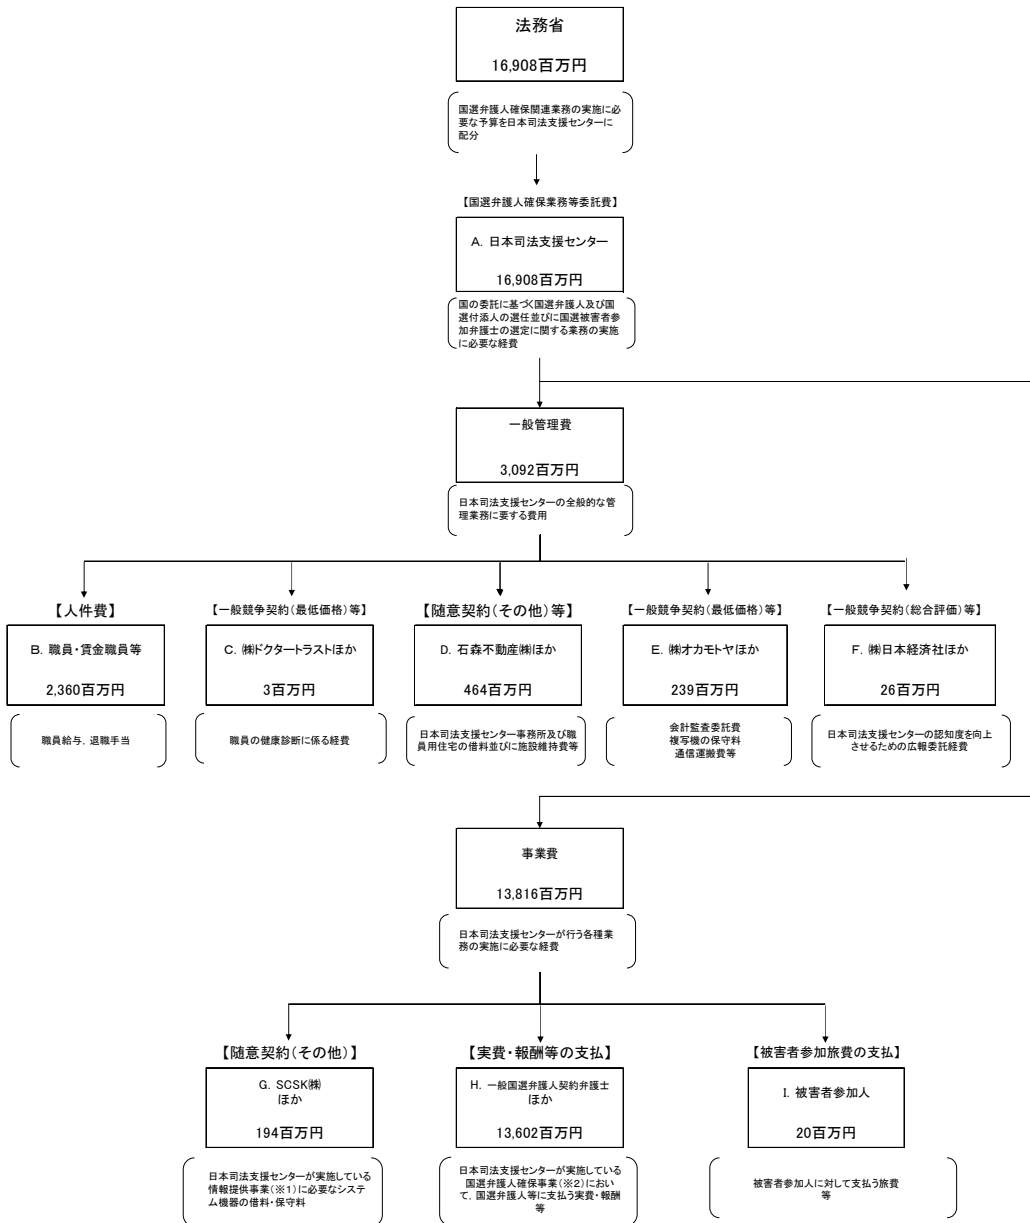 法務省
16,908百万円
国選弁護人確保関連業務の実施に必
要な予算を日本司法支援センターに
配分
【国選弁護人確保業務等委託費】
A. 日本司法支援センター
16,908百万円
国の委託に基づく国選弁護人及び国
選付添人の選任並びに国選被害者参
加弁護士の選定に関する業務の実施
に必要な経費
一般管理費
3,092百万円
日本司法支援センターの全般的な管
理業務に要する費用
【人件費】
B. 職員・賃金職員等
2,360百万円
職員給与、退職手当
【一般競争契約(最低価格)等】
C. ㈱ドクタートラストほか
3百万円
職員の健康診断に係る経費
【随意契約(その他)等】
D. 石森不動産㈱ほか
464百万円
日本司法支援センター事務所及び職
員用住宅の借料並びに施設維持費等
【一般競争契約(最低価格)等】
E. ㈱オカモトヤほか
239百万円
会計監査委託費
複写機の保守料
通信運搬費等
【一般競争契約(総合評価)等】
F. ㈱日本経済社ほか
26百万円
日本司法支援センターの認知度を向上
させるための広報委託経費
事業費
13,816百万円
日本司法支援センターが行う各種業
務の実施に必要な経費
【随意契約(その他)】
G. SCSK㈱
ほか
194百万円
日本司法支援センターが実施している
情報提供事業(※1)に必要なシステ
ム機器の借料・保守料
【実費・報酬等の支払】
H. 一般国選弁護人契約弁護士
ほか
13,602百万円
日本司法支援センターが実施している
国選弁護人確保事業(※2)におい
て、国選弁護人等に支払う実費・報酬
等
【被害者参加旅費の支払】
I. 被害者参加人
20百万円
被害者参加人に対して支払う旅費
等